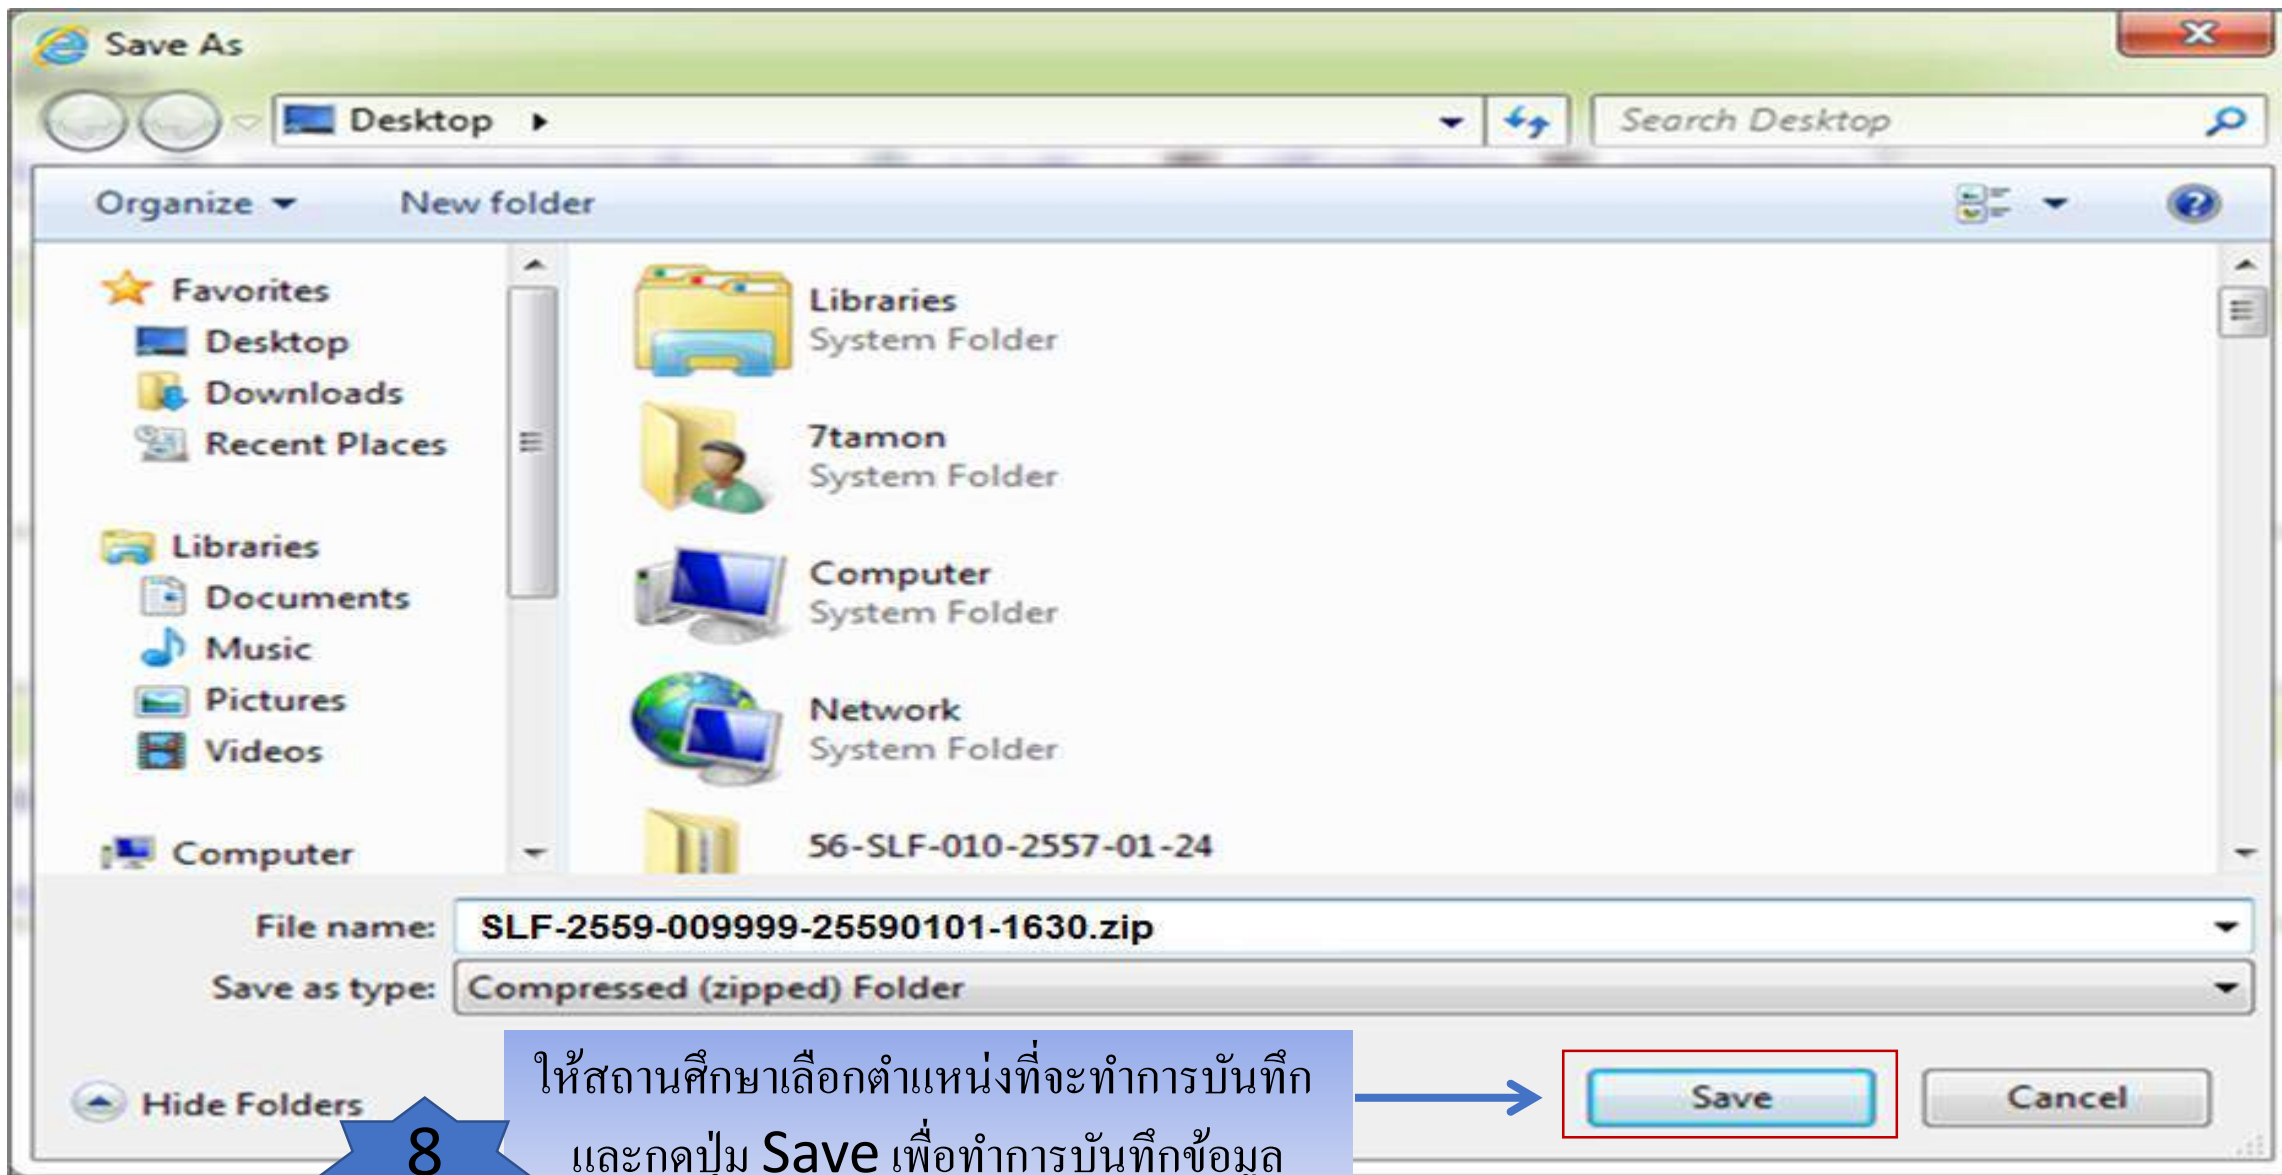 Save As
Desktop
Search Desktop
Organize
New folder
Favorites
Desktop
Downloads
Recent Places
Libraries
Documents
Music
Pictures
Videos
Computer
Libraries
System Folder
7tamon
System Folder
Computer
System Folder
Network
System Folder
56-SLF-010-2557-01-24
File name: SLF-2559-009999-25590101-1630.zip
Save as type: Compressed (zipped) Folder
Hide Folders
8
ให้สถานศึกษาเลือกตำแหน่งที่จะทำการบันทึก
และกดปุ่ม Save เพื่อทำการบันทึกข้อมูล
Save
Cancel